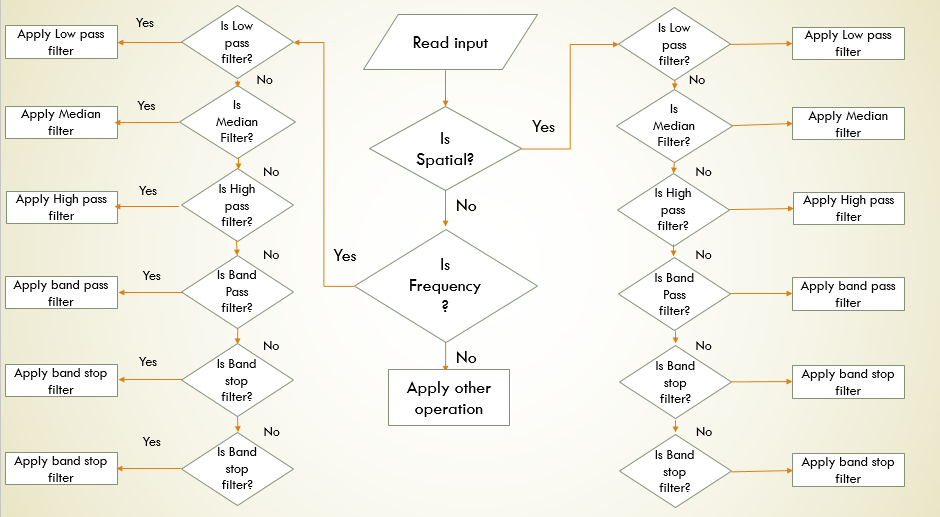 Yes
Apply Low pass
filter
Is Low
pass
filter?
No
Yes
Apply Median
filter
Is
Median
Filter?
No
Yes
Apply High pass
filter
Is High
pass
filter?
No
Yes
Apply band pass
filter
Is Band
Pass
filter?
No
Yes
Apply band stop
filter
Is Band
stop
filter?
No
Yes
Apply band stop
filter
Is Band
stop
filter?
Read input
Is
Spatial?
Yes
No
Yes
Is
Frequency
?
No
Apply other
operation
Is Low
pass
filter?
Apply Low pass
filter
No
Is
Median
Filter?
Apply Median
filter
No
Is High
pass
filter?
Apply High pass
filter
No
Is Band
Pass
filter?
Apply band pass
filter
No
Is Band
stop
filter?
Apply band stop
filter
No
Is Band
stop
filter?
Apply band stop
filter